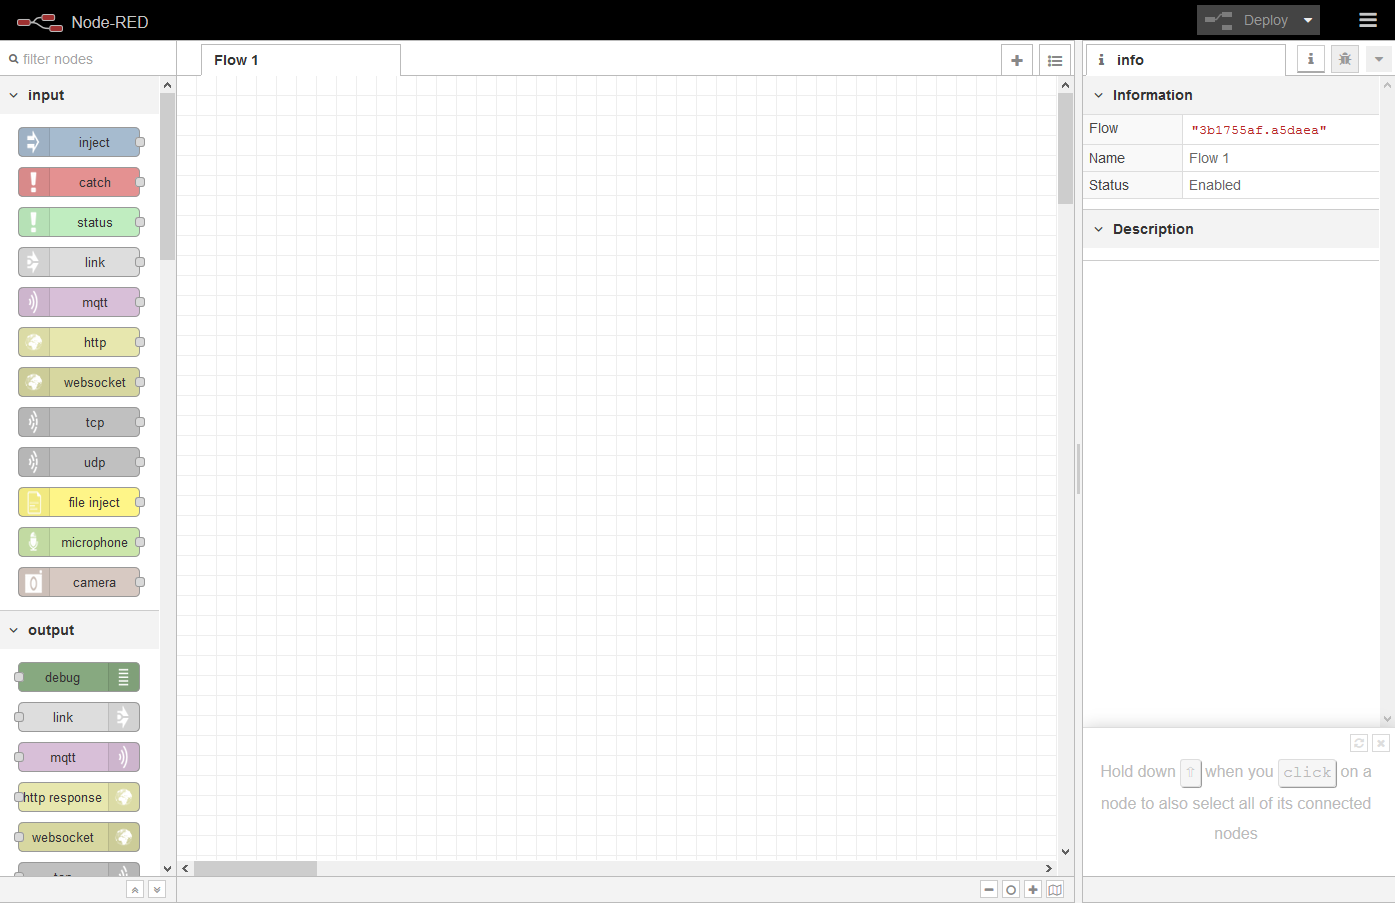 Node-RED
Deploy
filter nodes
Flow 1
info
input
inject
catch
status
link
mqtt
http
websocket
tcp
udp
file inject
microphone
camera
output
debug
link
mqtt
http response
websocket
Information
Flow "3b1755af.a5daea"
Name Flow 1
Status Enabled
Description
Hold down ⇧ when you click on a
node to also select all of its connected
nodes